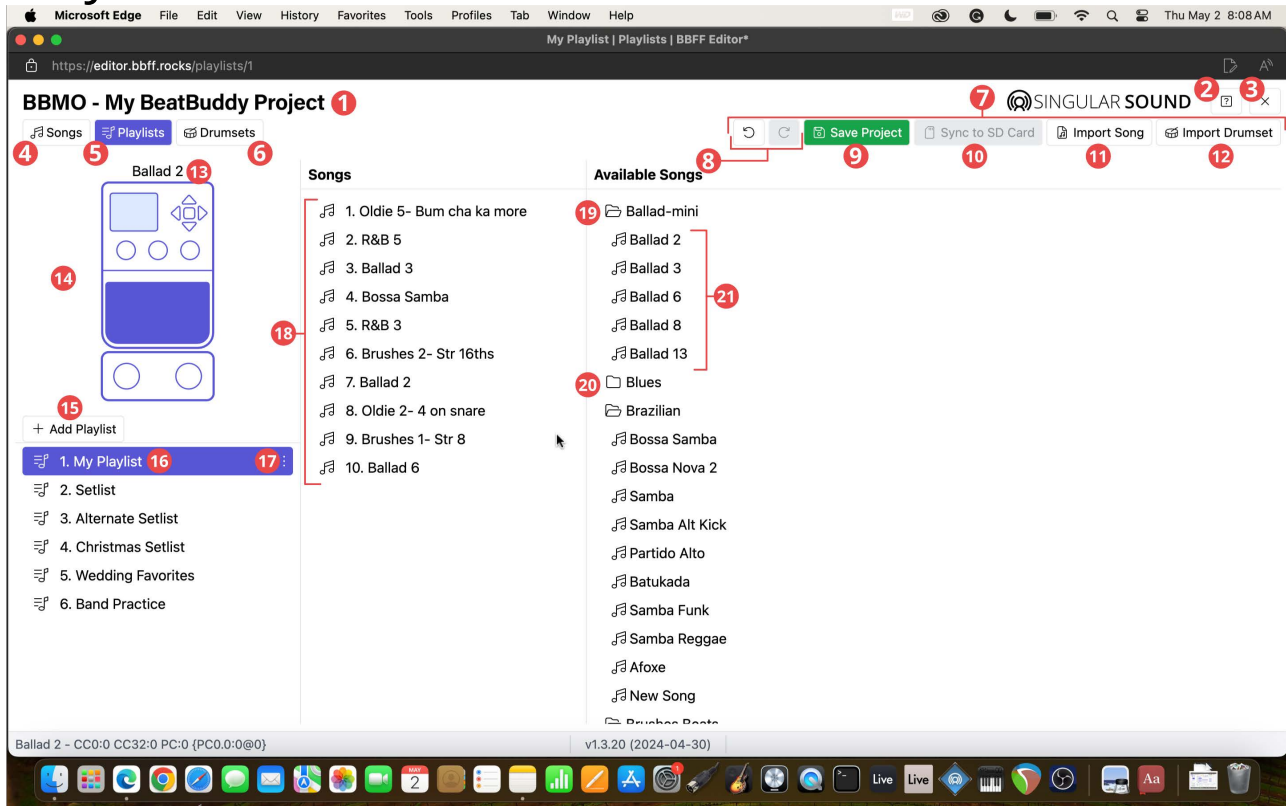 Microsoft Edge File Edit View History Favorites Tools Profiles Tab Window Help Thu May 2 8:08 AM
My Playlist | Playlists | BBFF Editor*
https://editor.bbff.rocks/playlists/1
BBMO - My BeatBuddy Project 1 7 SINGULAR SOUND 2 3
Songs Playlists Drumsets Save Project Sync to SD Card Import Song Import Drumset
4 5 6 8 9 10 11 12
Ballad 2 13 Songs Available Songs
1. Oldie 5- Bum cha ka more 19 Ballad-mini
2. R&B 5 Ballad 2
14 3. Ballad 3 Ballad 3
4. Bossa Samba Ballad 6 21
18 5. R&B 3 Ballad 8
6. Brushes 2- Str 16ths Ballad 13
7. Ballad 2 20 Blues
15 8. Oldie 2- 4 on snare Brazilian
+ Add Playlist 9. Brushes 1- Str 8 Bossa Samba
1. My Playlist 16 17 10. Ballad 6 Bossa Nova 2
2. Setlist Samba
3. Alternate Setlist Samba Alt Kick
4. Christmas Setlist Partido Alto
5. Wedding Favorites Batukada
6. Band Practice Samba Funk
Samba Reggae
Afoxe
New Song
Ballad 2 - CC0:0 CC32:0 PC:0 {PC0.0:0@0} v1.3.20 (2024-04-30)
MAY 2 1 Live Live Aa